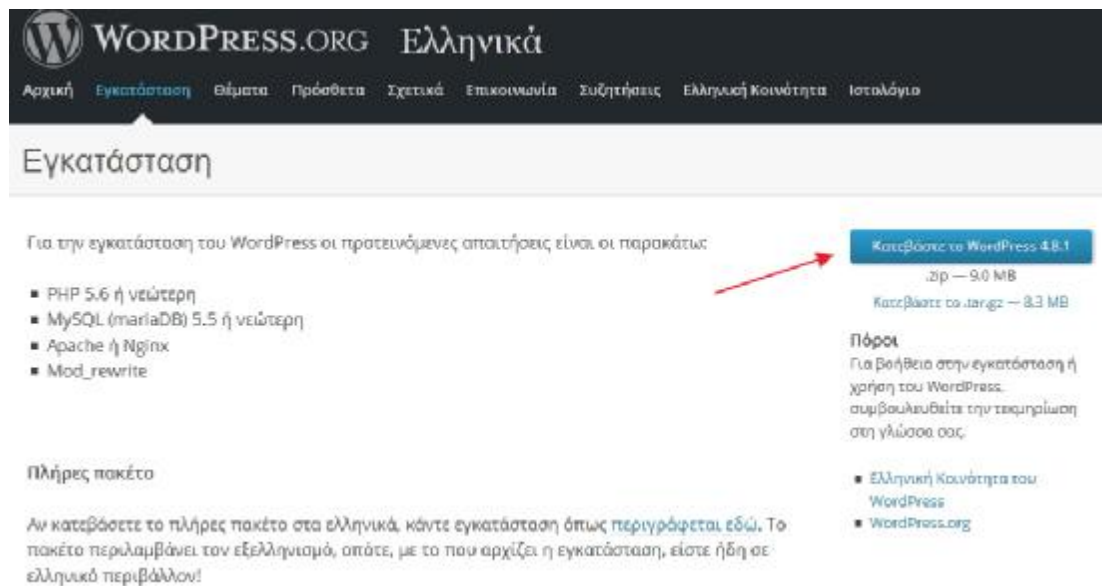 WORDPRESS.ORG Ελληνικά
Αρχική Εγκατάσταση Θέματα Πρόσθετα Σχετικά Επικοινωνία Συζητήσεις Ελληνική Κοινότητα Ιστολόγιο
Εγκατάσταση
Για την εγκατάσταση του WordPress οι προτεινόμενες απαιτήσεις είναι οι παρακάτω:
▪ PHP 5.6 ή νεώτερη
▪ MySQL (mariaDB) 5.5 ή νεώτερη
▪ Apache ή Nginx
▪ Mod_rewrite
Πλήρες πακέτο
Αν κατεβάσετε το πλήρες πακέτο στα ελληνικά, κάντε εγκατάσταση όπως περιγράφεται εδώ. Το
πακέτο περιλαμβάνει τον εξελληνισμό, οπότε, με το που αρχίζει η εγκατάσταση, είστε ήδη σε
ελληνικό περιβάλλον!
Κατεβάστε το WordPress 4.8.1
.zip — 9.0 MB
Κατεβάστε το .tar.gz — 8.3 MB
Πόροι
Για βοήθεια στην εγκατάσταση ή
χρήση του WordPress,
συμβουλευθείτε την τεκμηρίωση
στη γλώσσα σας.
▪ Ελληνική Κοινότητα του
WordPress
▪ WordPress.org